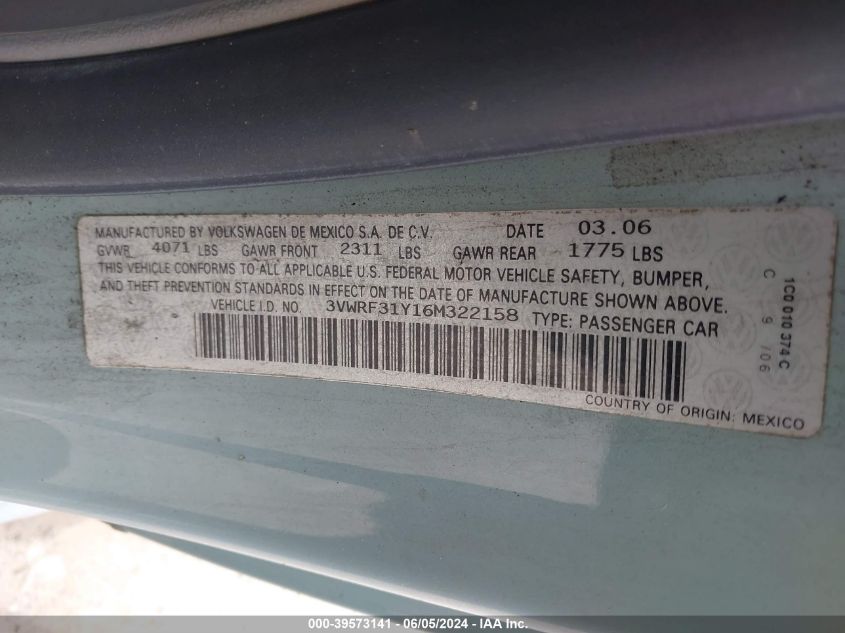 MANUFACTURED BY VOLKSWAGEN DE MEXICO S.A. DE C.V. DATE 03.06
GVWR 4071 LBS GAWR FRONT 2311 LBS GAWR REAR 1775 LBS
THIS VEHICLE CONFORMS TO ALL APPLICABLE U.S. FEDERAL MOTOR VEHICLE SAFETY, BUMPER,
AND THEFT PREVENTION STANDARDS IN EFFECT ON THE DATE OF MANUFACTURE SHOWN ABOVE.
VEHICLE I.D. NO. 3VWRF31Y16M322158 TYPE: PASSENGER CAR
COUNTRY OF ORIGIN: MEXICO
1C0 010 374 C
C 9 /06
000-39573141 - 06/05/2024 - IAA Inc.